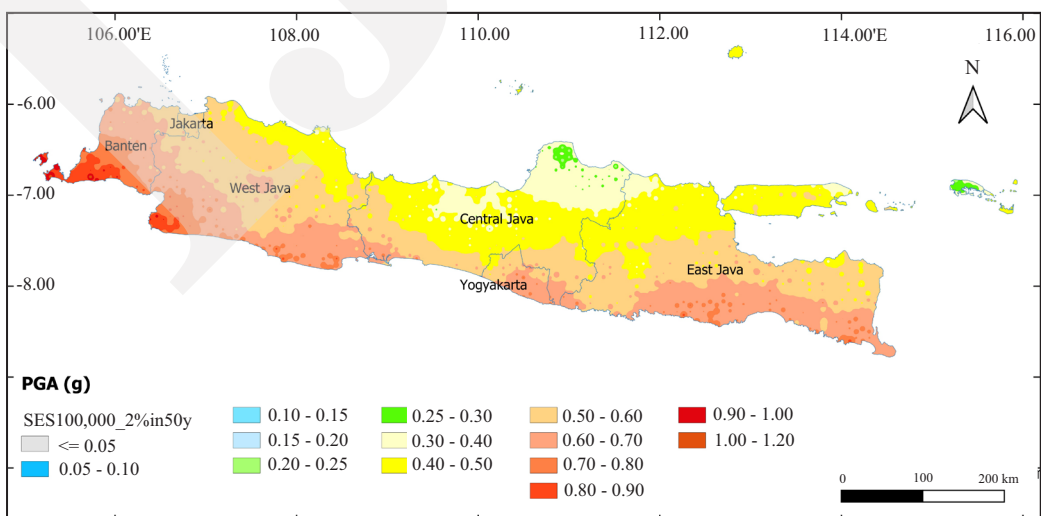 106.00'E 108.00 110.00 112.00 114.00'E 116.00
N
-6.00
Jakarta
Banten
-7.00
West Java
Central Java
East Java
-8.00
Yogyakarta
PGA (g)
SES100,000_2%in50y
<= 0.05
0.05 - 0.10
0.10 - 0.15
0.15 - 0.20
0.20 - 0.25
0.25 - 0.30
0.30 - 0.40
0.40 - 0.50
0.50 - 0.60
0.60 - 0.70
0.70 - 0.80
0.80 - 0.90
0.90 - 1.00
1.00 - 1.20
0 100 200 km